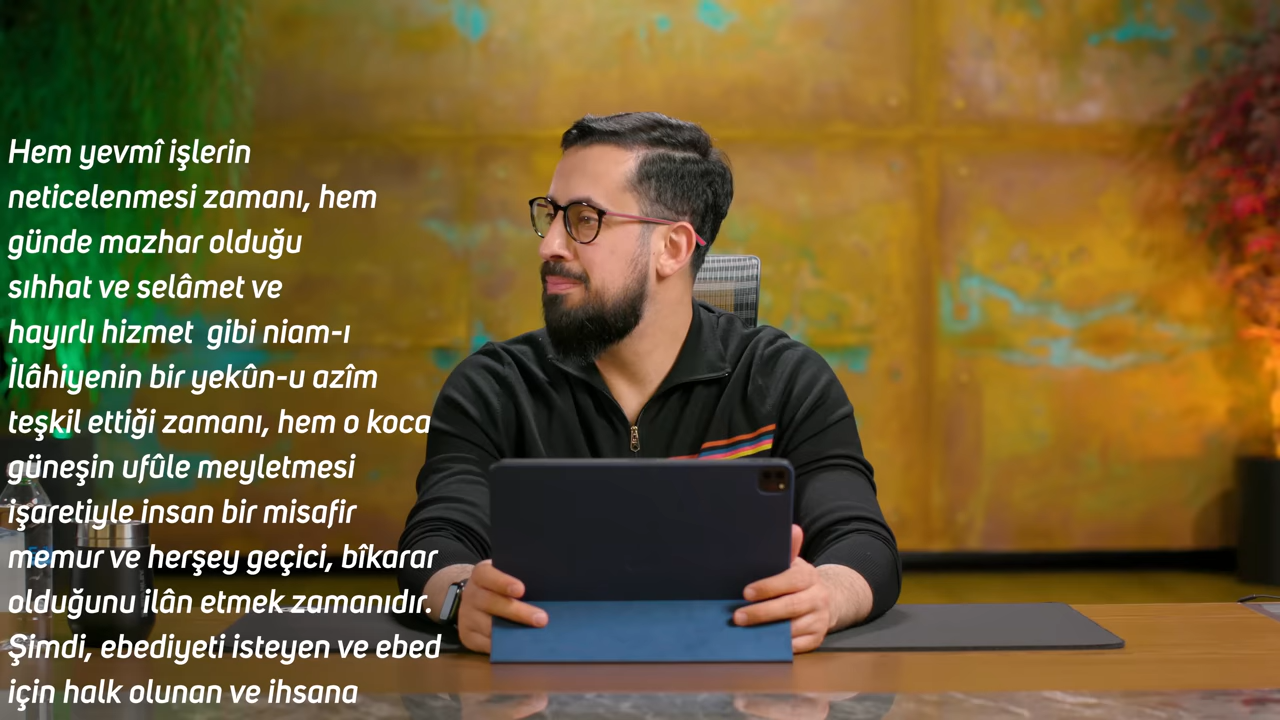 Hem yevmî işlerin
neticelenmesi zamanı, hem
günde mazhar olduğu
sıhhat ve selâmet ve
hayırlı hizmet  gibi niam-ı
İlâhiyenin bir yekûn-u azîm
teşkil ettiği zamanı, hem o koca
güneşin ufûle meyletmesi
işaretiyle insan bir misafir
memur ve herşey geçici, bîkarar
olduğunu ilân etmek zamanıdır.
Şimdi, ebediyeti isteyen ve ebed
için halk olunan ve ihsana